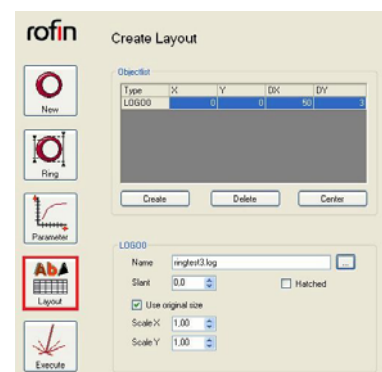 rofin
Create Layout
Objectlist
Type X Y DX DY
LOGO0 0 0 50 3
New
Ring
Create Delete Center
Parameter
LOGO0
Name ringtest3.log ...
AbA
Slant 0.0 Hatched
Layout
Use original size
Scale X 1,00
Scale Y 1,00
Execute